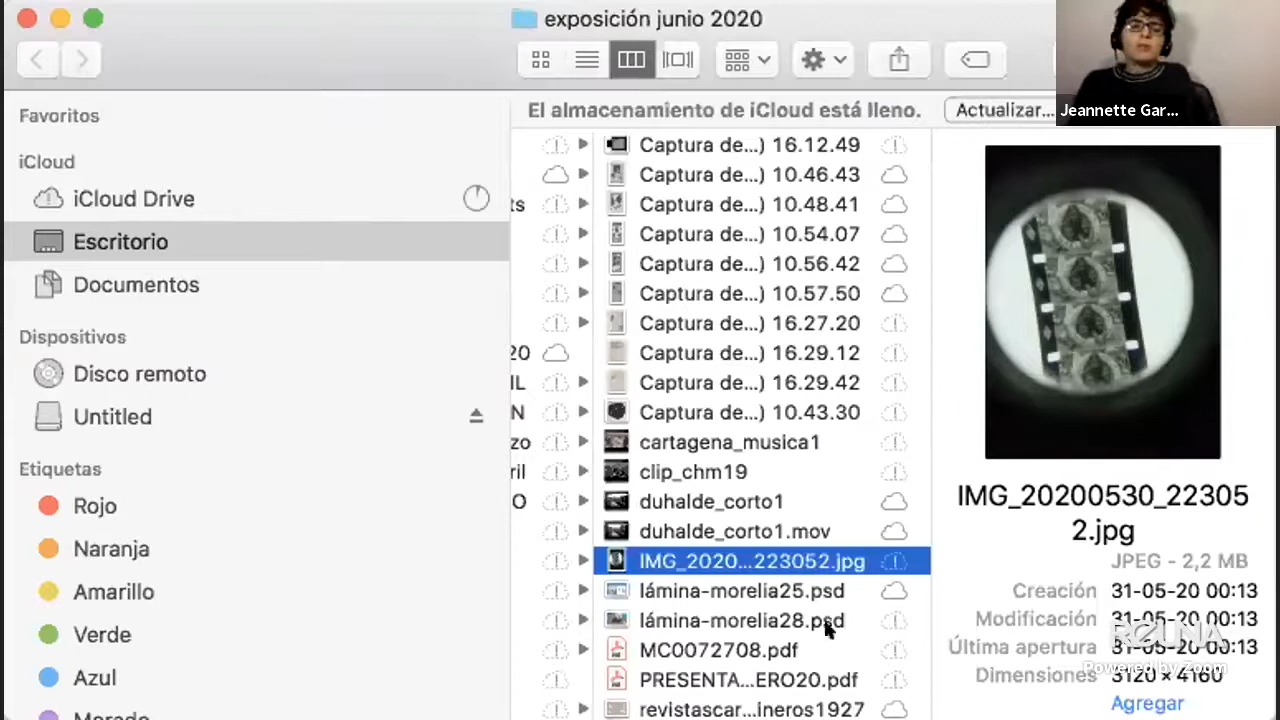 exposición junio 2020
Jeannette Gar...
El almacenamiento de iCloud está lleno.
Actualizar...
Favoritos
iCloud
iCloud Drive
Escritorio
Documentos
Dispositivos
Disco remoto
Untitled
Etiquetas
Rojo
Naranja
Amarillo
Verde
Azul
Morado
ts
20
IL
N
zo
ril
O
Captura de...) 16.12.49
Captura de...) 10.46.43
Captura de...) 10.48.41
Captura de...) 10.54.07
Captura de...) 10.56.42
Captura de...) 10.57.50
Captura de...) 16.27.20
Captura de...) 16.29.12
Captura de...) 16.29.42
Captura de...) 10.43.30
cartagena_musica1
clip_chm19
duhalde_corto1
duhalde_corto1.mov
IMG_2020...223052.jpg
lámina-morelia25.psd
lámina-morelia28.psd
MC0072708.pdf
PRESENTA...ERO20.pdf
revistascar...ineros1927
IMG_20200530_22305
2.jpg
JPEG - 2,2 MB
Creación 31-05-20 00:13
Modificación 31-05-20 00:13
Última apertura 31-05-20 00:13
Dimensiones 3120 × 4160
Agregar
Powered by Zoom